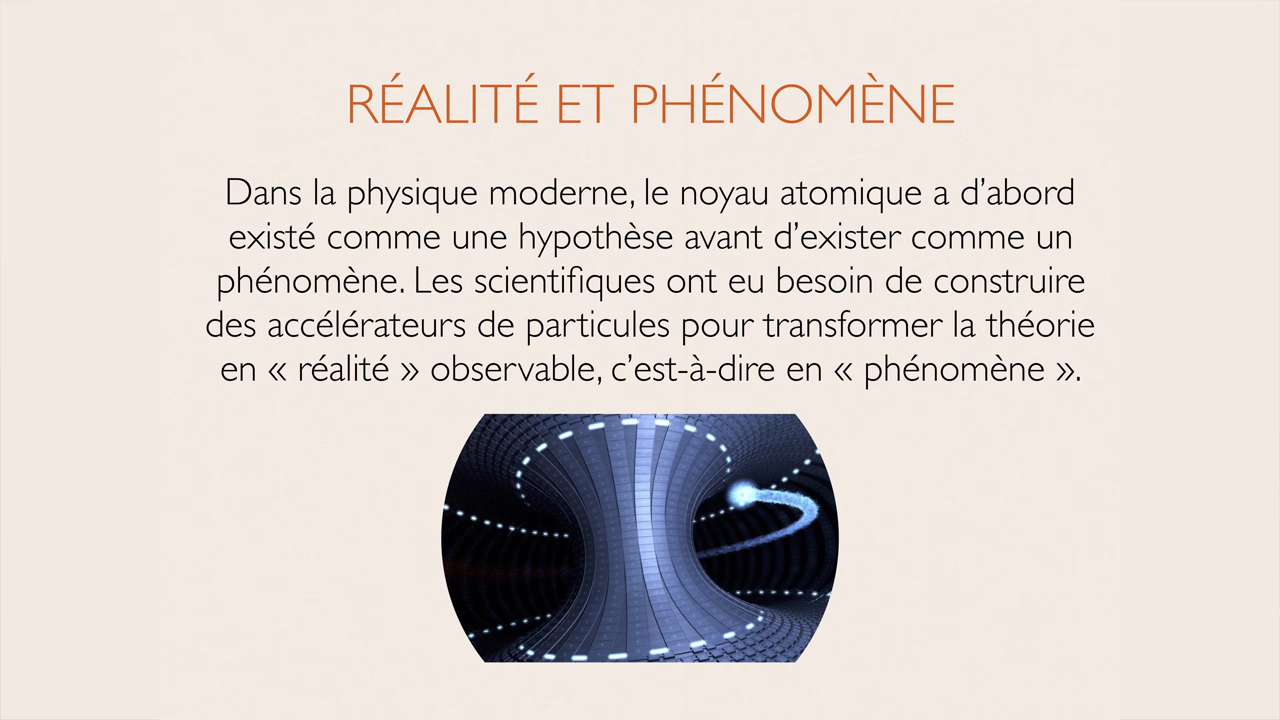 RÉALITÉ ET PHÉNOMÈNE
Dans la physique moderne, le noyau atomique a d’abord
existé comme une hypothèse avant d’exister comme un
phénomène. Les scientifiques ont eu besoin de construire
des accélérateurs de particules pour transformer la théorie
en « réalité » observable, c’est-à-dire en « phénomène ».